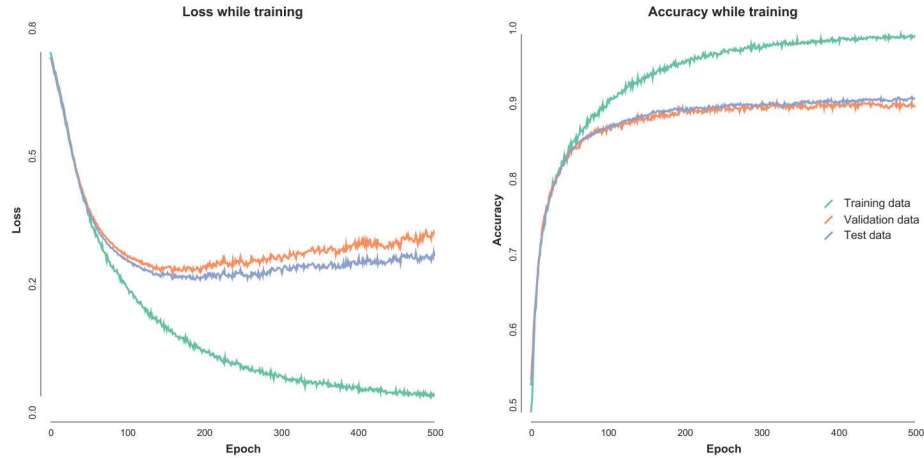 Loss while training
0.8
0.5
0.2
0.0
Loss
0 100 200 300 400 500
Epoch
Accuracy while training
1.0
0.9
0.8
0.7
0.6
0.5
Accuracy
0 100 200 300 400 500
Epoch
Training data
Validation data
Test data